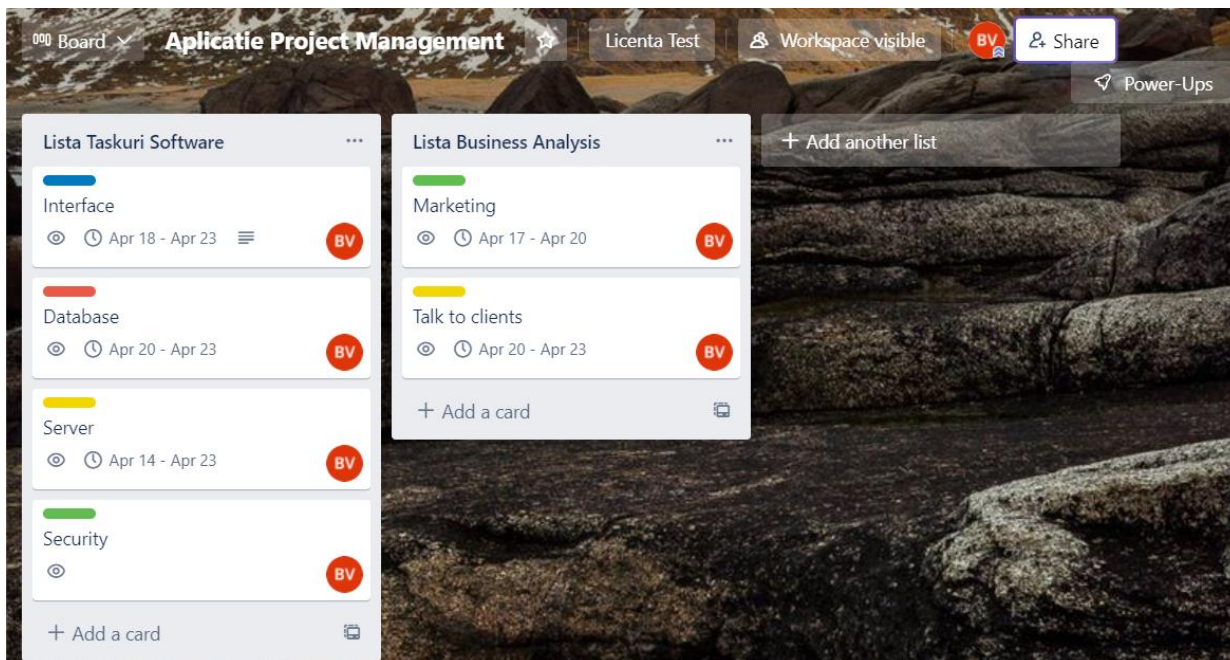 Board
Aplicatie Project Management
Licenta Test
Workspace visible
BV
Share
Power-Ups
Lista Taskuri Software
Interface
Apr 18 - Apr 23
BV
Database
Apr 20 - Apr 23
BV
Server
Apr 14 - Apr 23
BV
Security
BV
+ Add a card
Lista Business Analysis
Marketing
Apr 17 - Apr 20
BV
Talk to clients
Apr 20 - Apr 23
BV
+ Add a card
+ Add another list